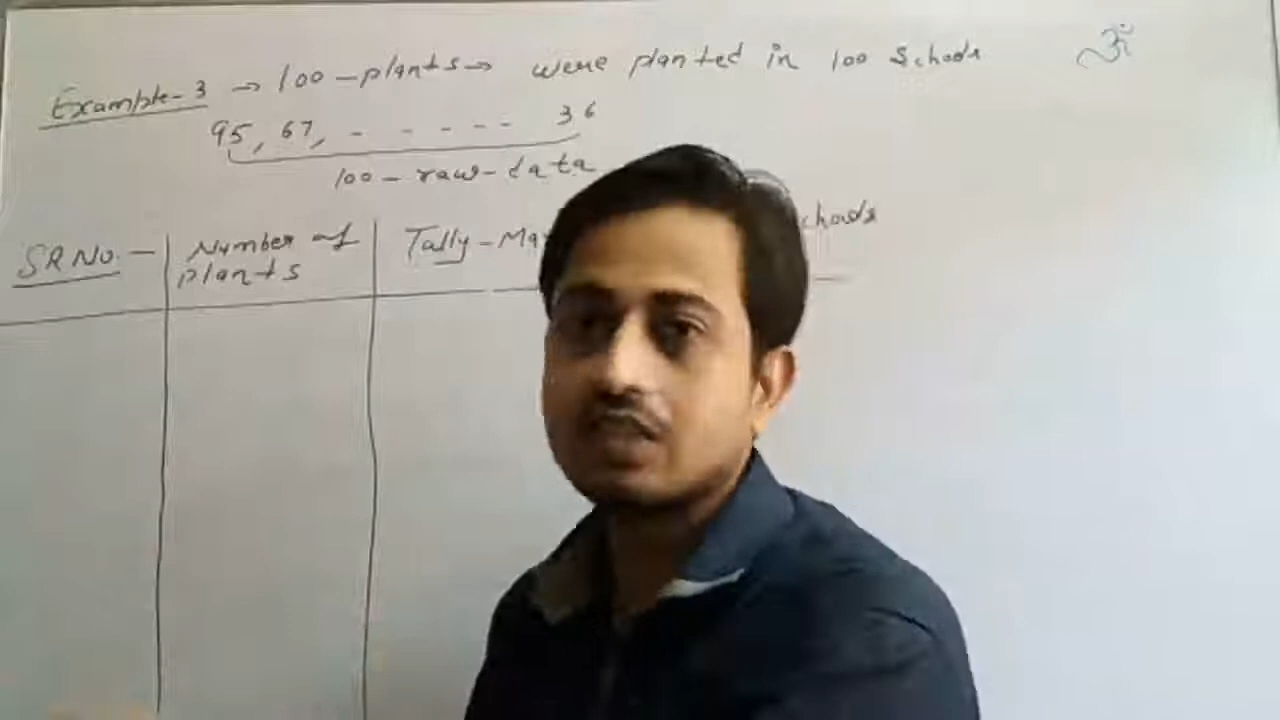 Example-3 → 100-plants→ were planted in 100 Schools ॐ
95, 67, - - - - - - 36
100-raw-data
SR No.- Number of plants Tally-